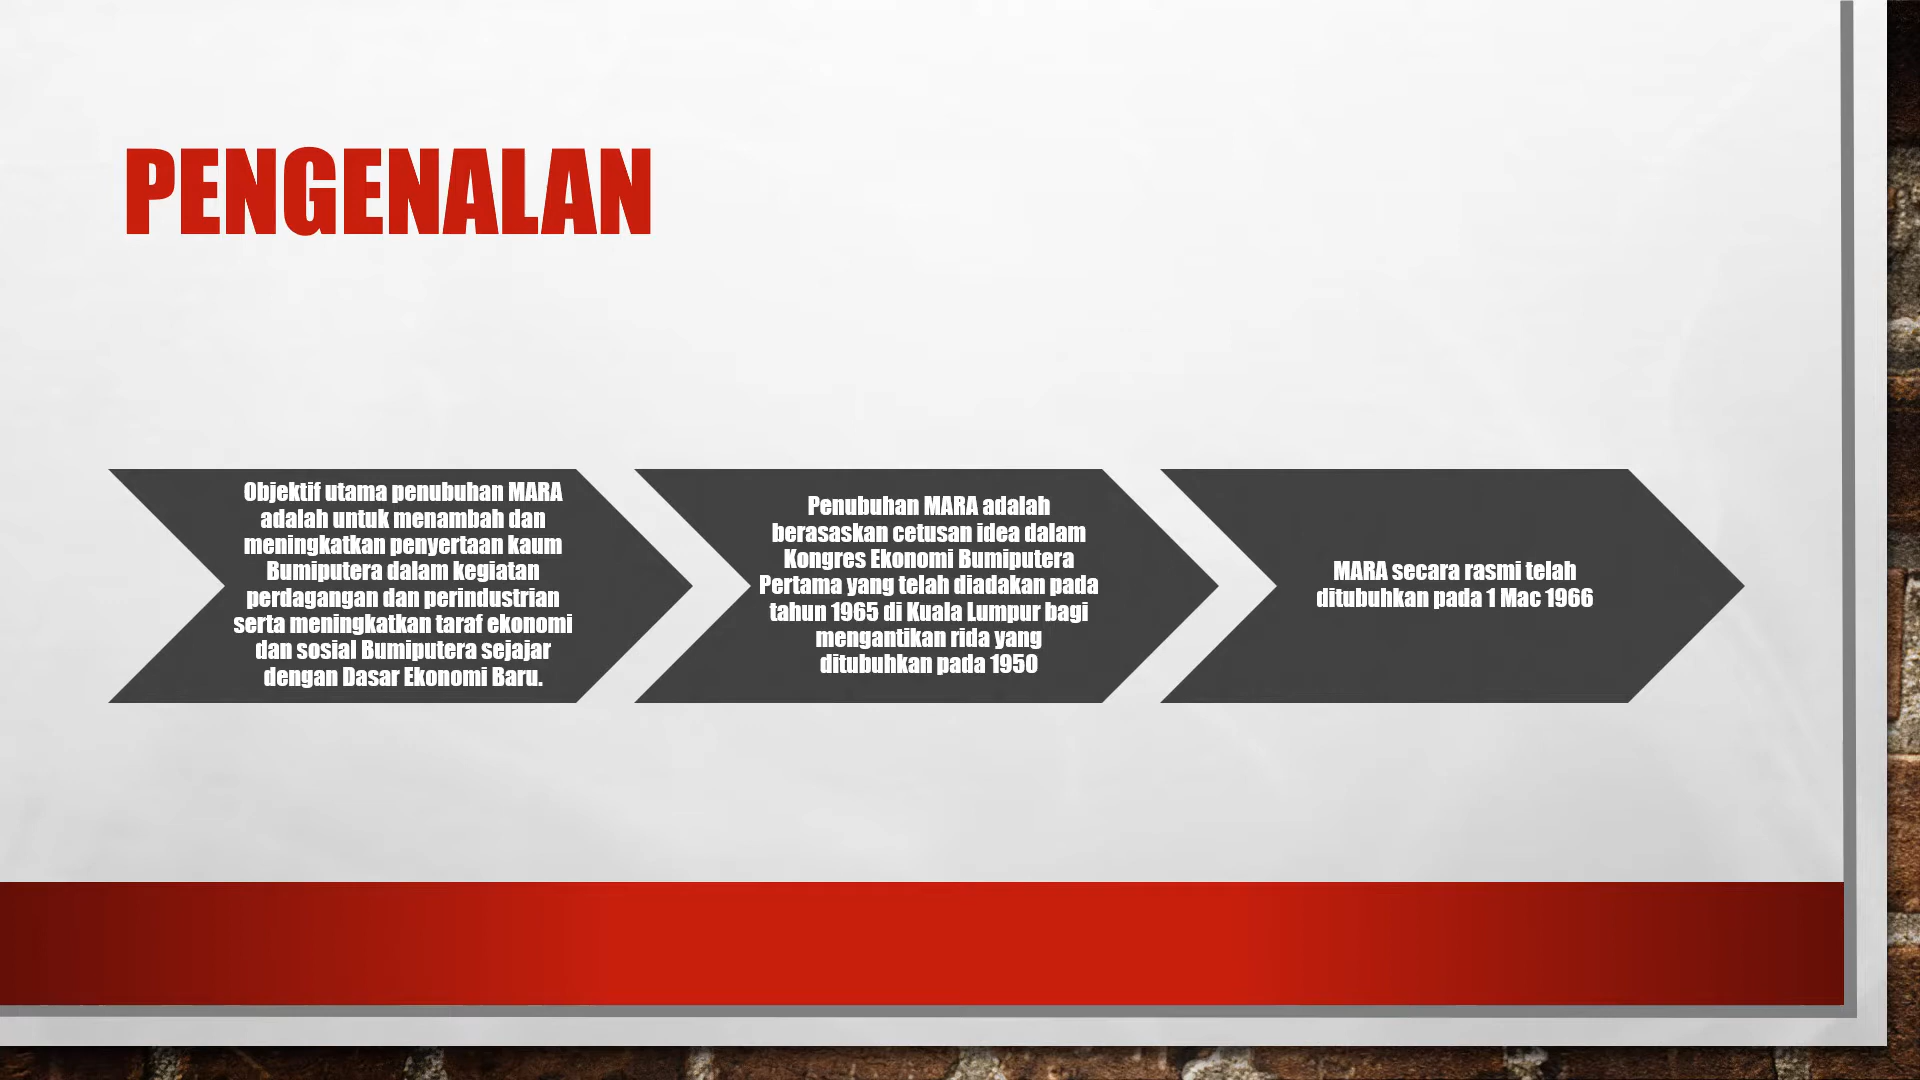 PENGENALAN
Objektif utama penubuhan MARA
adalah untuk menambah dan
meningkatkan penyertaan kaum
Bumiputera dalam kegiatan
perdagangan dan perindustrian
serta meningkatkan taraf ekonomi
dan sosial Bumiputera sejajar
dengan Dasar Ekonomi Baru.
Penubuhan MARA adalah
berasaskan cetusan idea dalam
Kongres Ekonomi Bumiputera
Pertama yang telah diadakan pada
tahun 1965 di Kuala Lumpur bagi
mengantikan rida yang
ditubuhkan pada 1950
MARA secara rasmi telah
ditubuhkan pada 1 Mac 1966